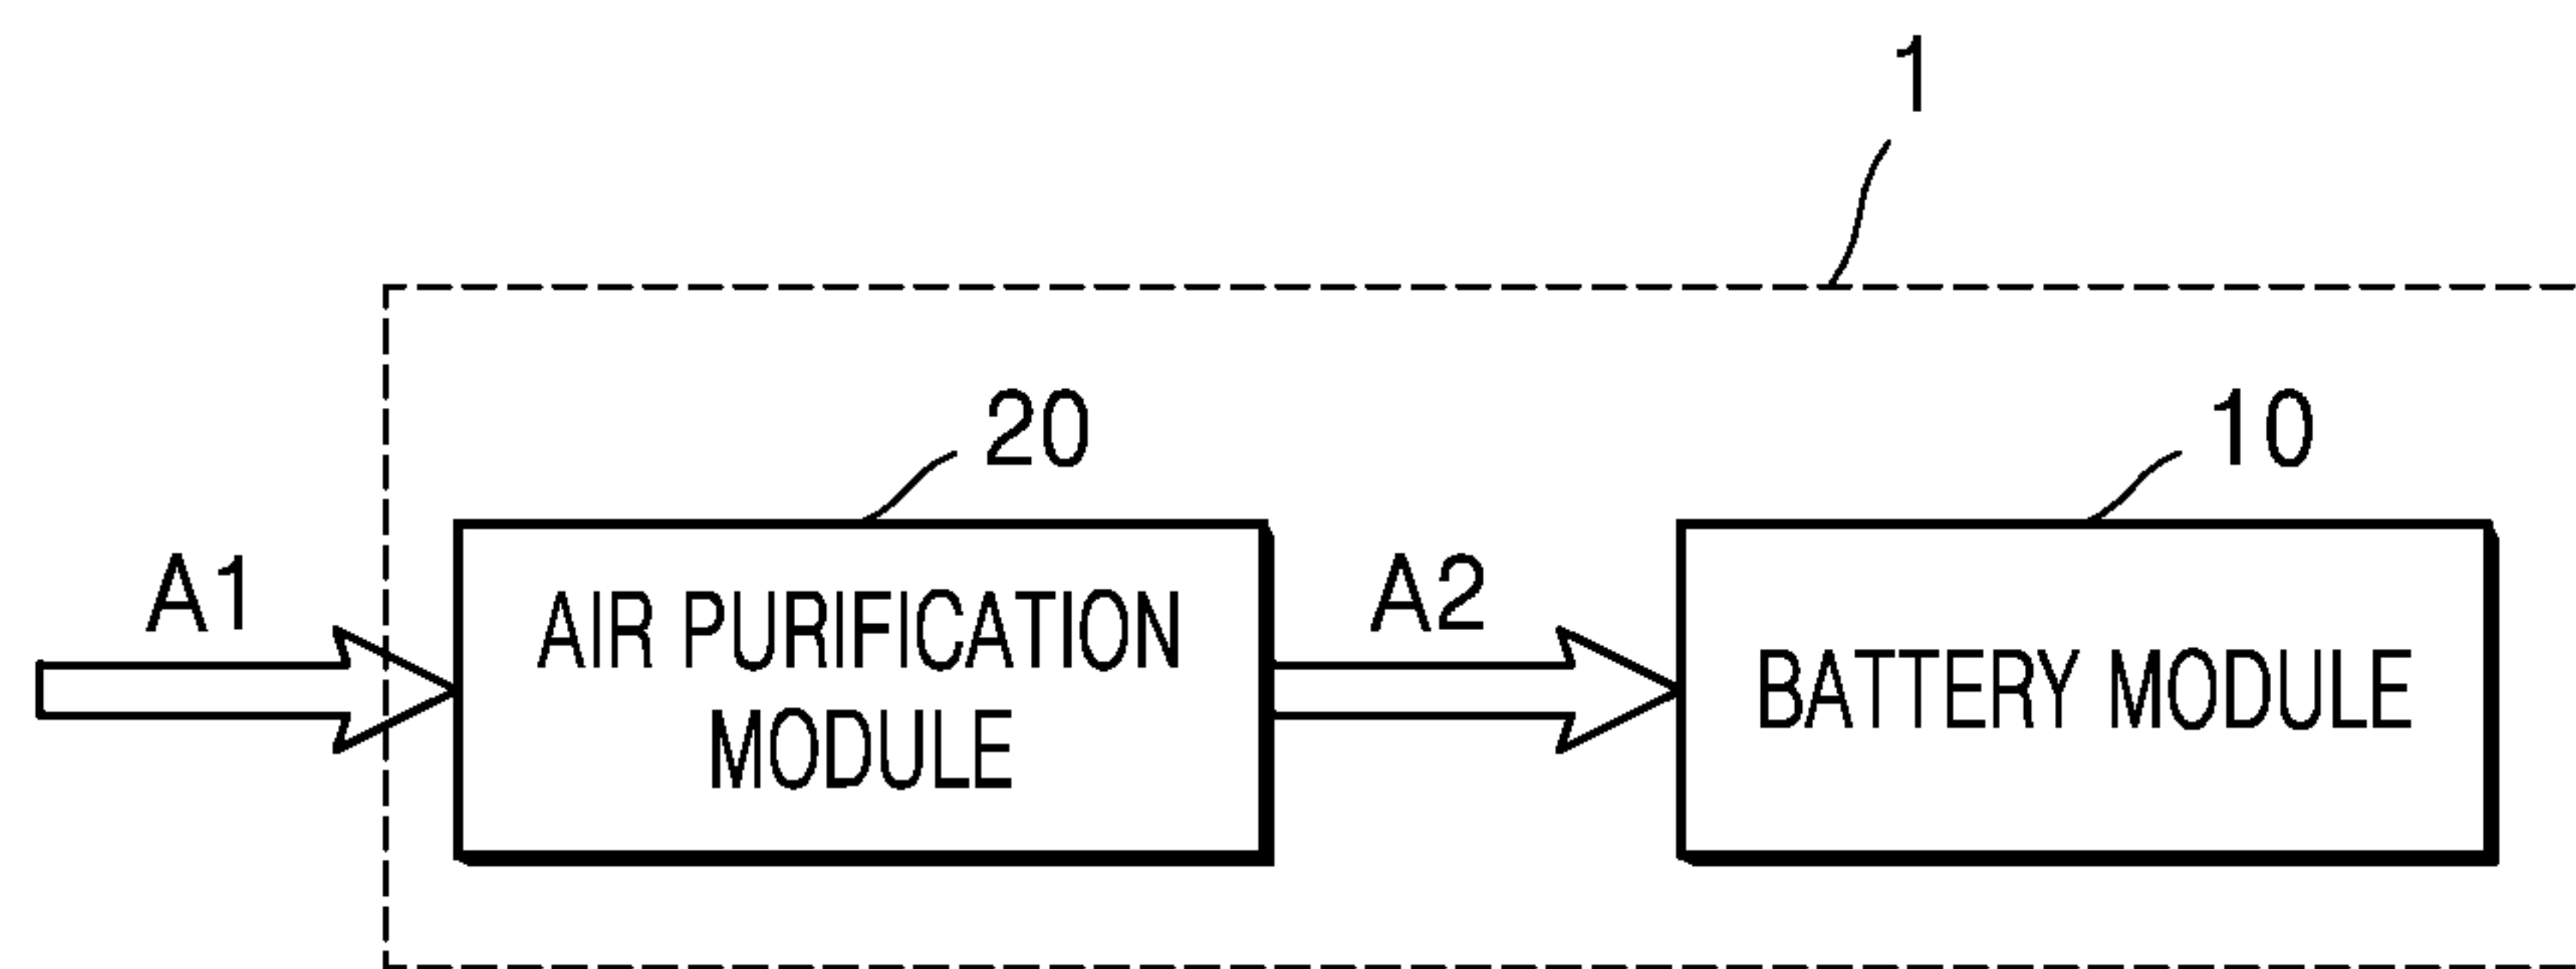 1
20
10
A1
AIR PURIFICATION
MODULE
A2
BATTERY MODULE